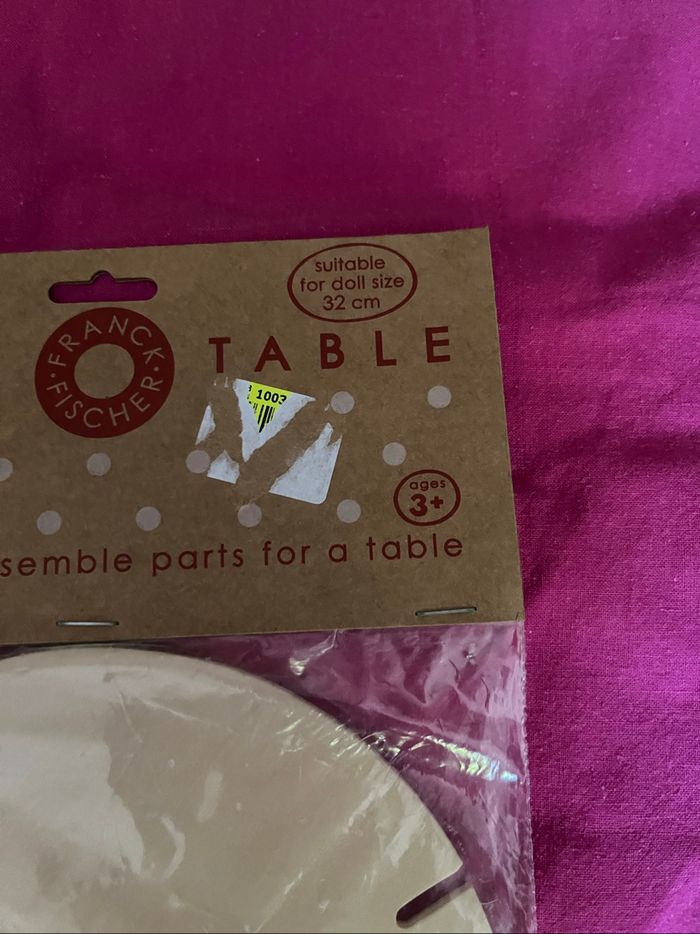 suitable
for doll size
32 cm
FRANCK
FISCHER
TABLE
1003
ages
3+
semble parts for a table